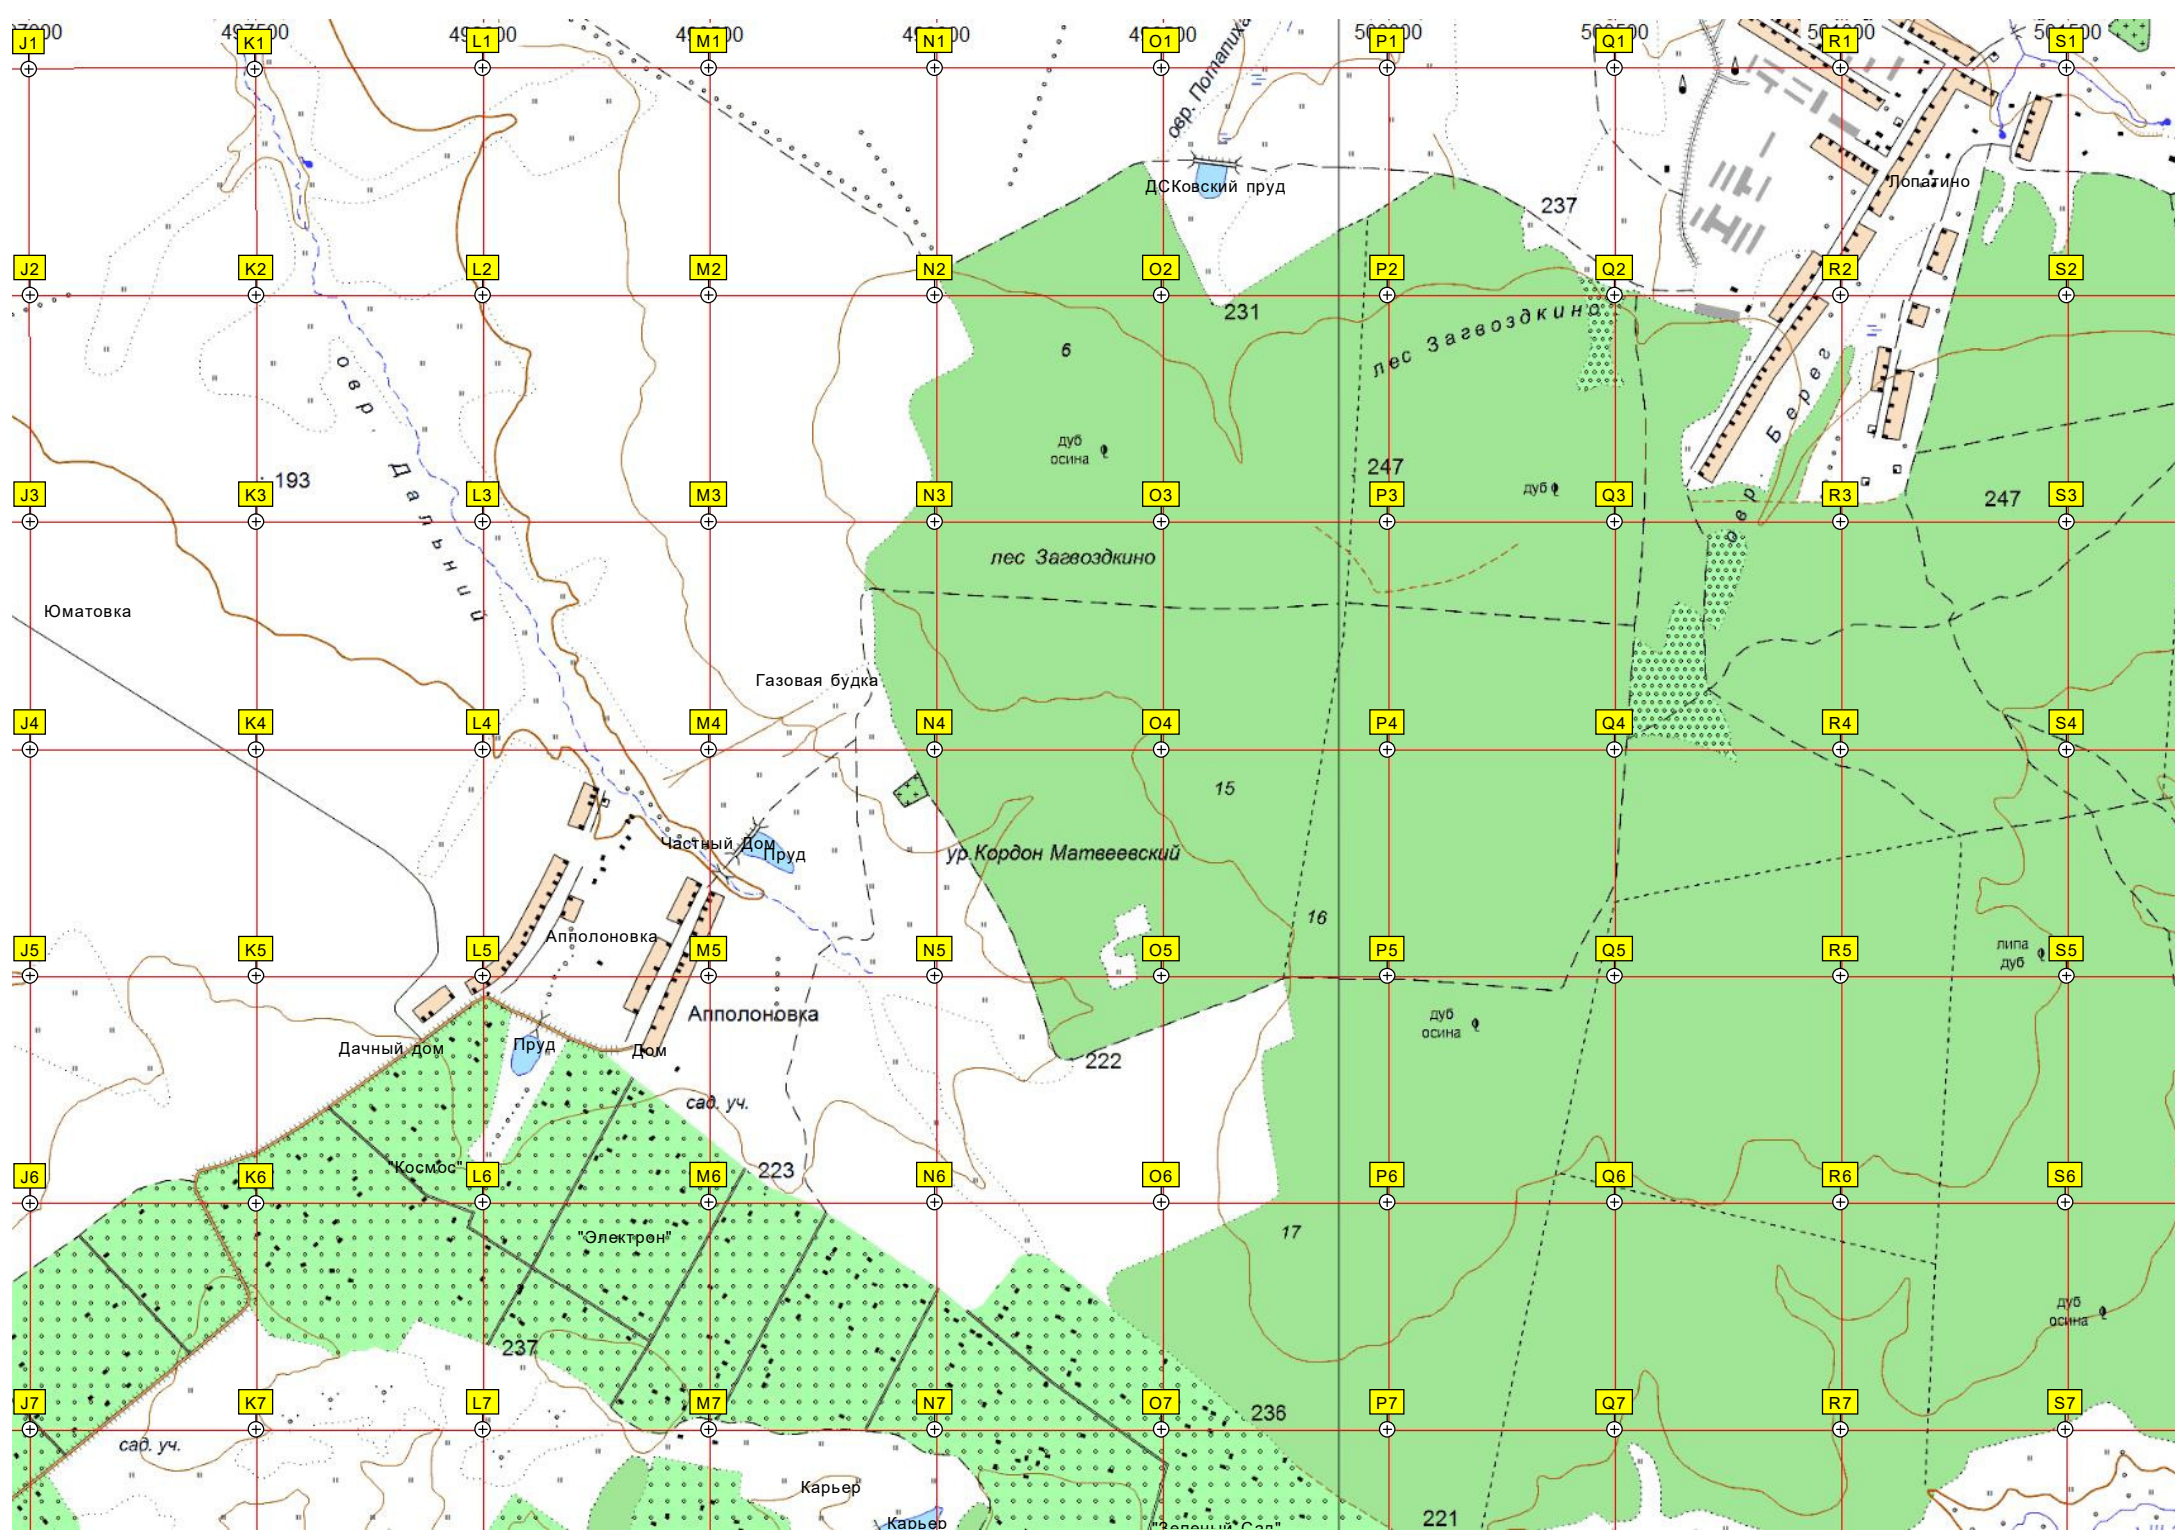 J1 K1 L1 M1 N1 O1 P1 Q1 R1 S1
овр. Потапиха
ДСКовский пруд
Лопатино
237
J2 K2 L2 M2 N2 O2 P2 Q2 R2 S2
231
лес Загвоздкино
6
овр. Дальний
овр. Берег
дуб
осина
247
193
дуб
247
J3 K3 L3 M3 N3 O3 P3 Q3 R3 S3
лес Загвоздкино
Юматовка
Газовая будка
J4 K4 L4 M4 N4 O4 P4 Q4 R4 S4
15
Частный Дом
Пруд
ур.Кордон Матвеевский
16
Апполоновка
липа
дуб
J5 K5 L5 M5 N5 O5 P5 Q5 R5 S5
Апполоновка
дуб
осина
Дачный дом
Пруд
Дом
222
сад. уч.
"Космос"
223
J6 K6 L6 M6 N6 O6 P6 Q6 R6 S6
"Электрон"
17
дуб
осина
237
J7 K7 L7 M7 N7 O7 P7 Q7 R7 S7
236
сад. уч.
Карьер
Карьер
"Зеленый Сад"
221